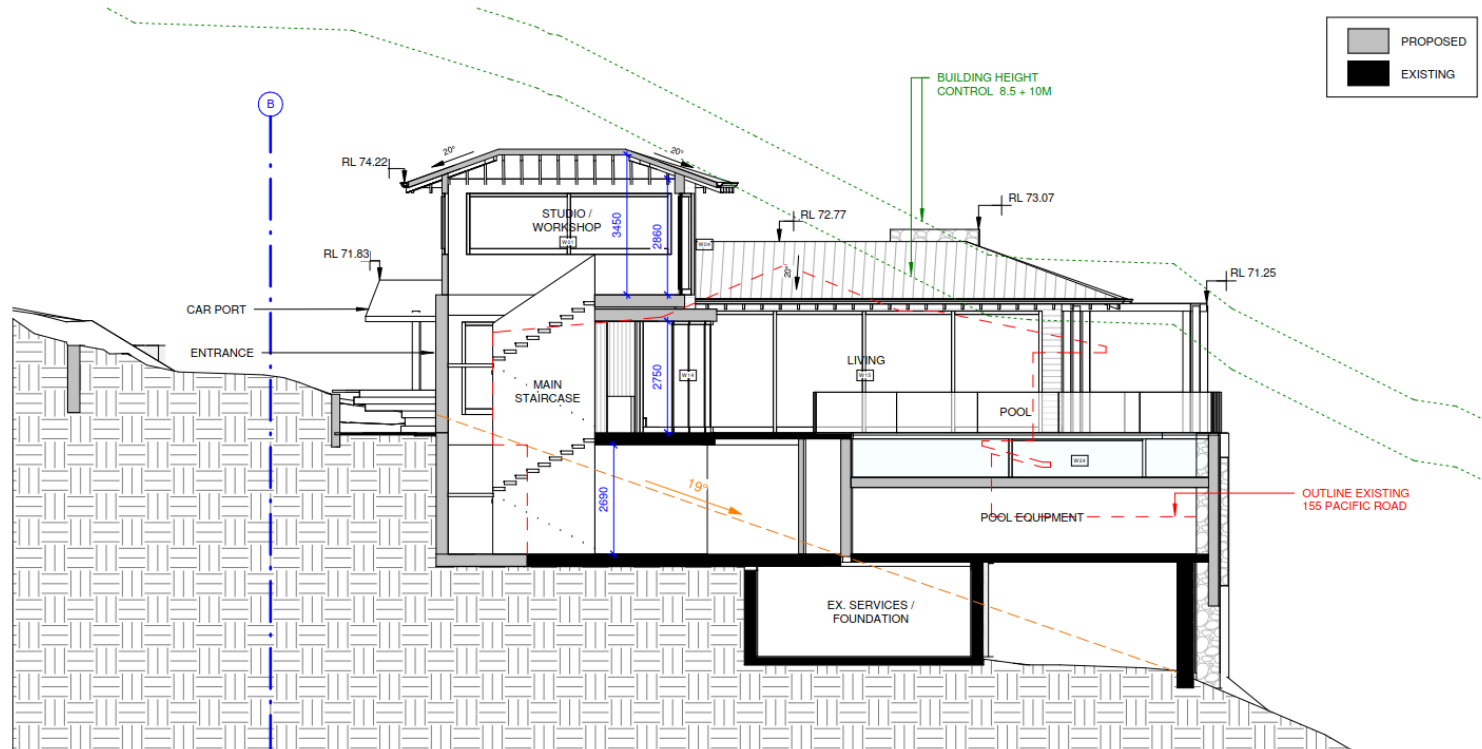 PROPOSED
EXISTING
BUILDING HEIGHT
CONTROL 8.5 + 10M
B
20°
20°
RL 74.22
RL 73.07
RL 72.77
STUDIO /
WORKSHOP
W01
3450
2860
W04
RL 71.83
20°
RL 71.25
CAR PORT
ENTRANCE
LIVING
W14
W15
MAIN
STAIRCASE
2750
POOL
W24
19°
2690
OUTLINE EXISTING
155 PACIFIC ROAD
POOL EQUIPMENT
EX. SERVICES /
FOUNDATION